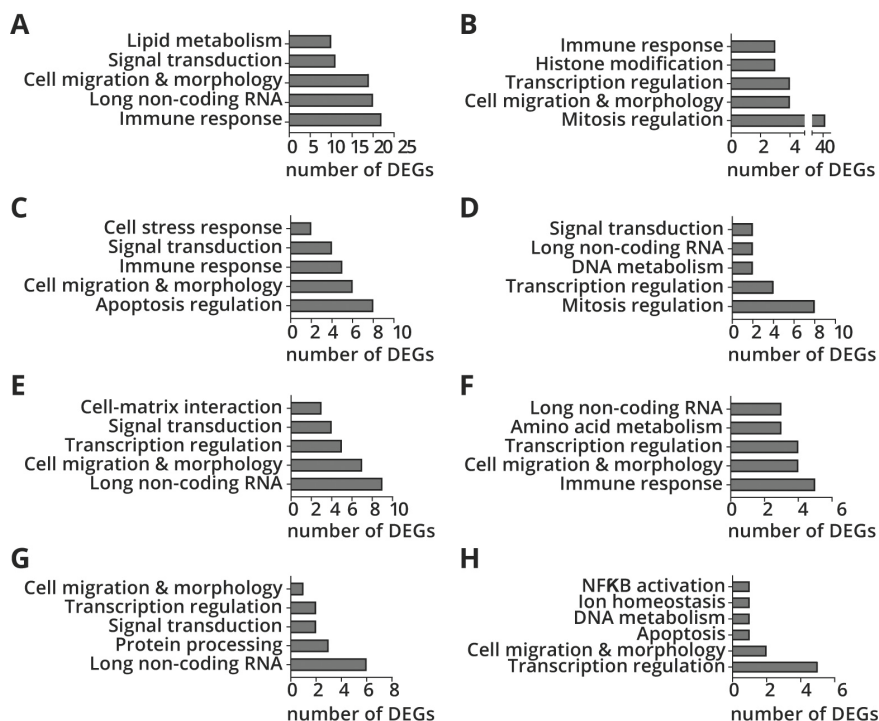 A
Lipid metabolism
Signal transduction
Cell migration & morphology
Long non-coding RNA
Immune response
0 5 10 15 20 25
number of DEGs
B
Immune response
Histone modification
Transcription regulation
Cell migration & morphology
Mitosis regulation
0 2 4 40
number of DEGs
C
Cell stress response
Signal transduction
Immune response
Cell migration & morphology
Apoptosis regulation
0 2 4 6 8 10
number of DEGs
D
Signal transduction
Long non-coding RNA
DNA metabolism
Transcription regulation
Mitosis regulation
0 2 4 6 8 10
number of DEGs
E
Cell-matrix interaction
Signal transduction
Transcription regulation
Cell migration & morphology
Long non-coding RNA
0 2 4 6 8 10
number of DEGs
F
Long non-coding RNA
Amino acid metabolism
Transcription regulation
Cell migration & morphology
Immune response
0 2 4 6
number of DEGs
G
Cell migration & morphology
Transcription regulation
Signal transduction
Protein processing
Long non-coding RNA
0 2 4 6 8
number of DEGs
H
NFKB activation
Ion homeostasis
DNA metabolism
Apoptosis
Cell migration & morphology
Transcription regulation
0 2 4 6
number of DEGs